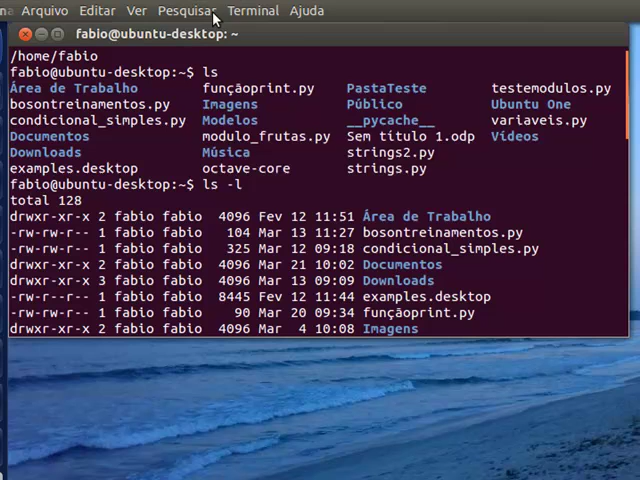 Arquivo Editar Ver Pesquisar Terminal Ajuda
fabio@ubuntu-desktop: ~
/home/fabio
fabio@ubuntu-desktop:~$ ls
Área de Trabalho funçãoprint.py PastaTeste testemodulos.py
bosontreinamentos.py Imagens Público Ubuntu One
condicional_simples.py Modelos __pycache__ variaveis.py
Documentos modulo_frutas.py Sem título 1.odp Vídeos
Downloads Música strings2.py
examples.desktop octave-core strings.py
fabio@ubuntu-desktop:~$ ls -l
total 128
drwxr-xr-x 2 fabio fabio 4096 Fev 12 11:51 Área de Trabalho
-rw-rw-r-- 1 fabio fabio 104 Mar 13 11:27 bosontreinamentos.py
-rw-rw-r-- 1 fabio fabio 325 Mar 12 09:18 condicional_simples.py
drwxr-xr-x 2 fabio fabio 4096 Mar 21 10:02 Documentos
drwxr-xr-x 3 fabio fabio 4096 Mar 13 09:09 Downloads
-rw-r--r-- 1 fabio fabio 8445 Fev 12 11:44 examples.desktop
-rw-rw-r-- 1 fabio fabio 90 Mar 20 09:34 funçãoprint.py
drwxr-xr-x 2 fabio fabio 4096 Mar 4 10:08 Imagens